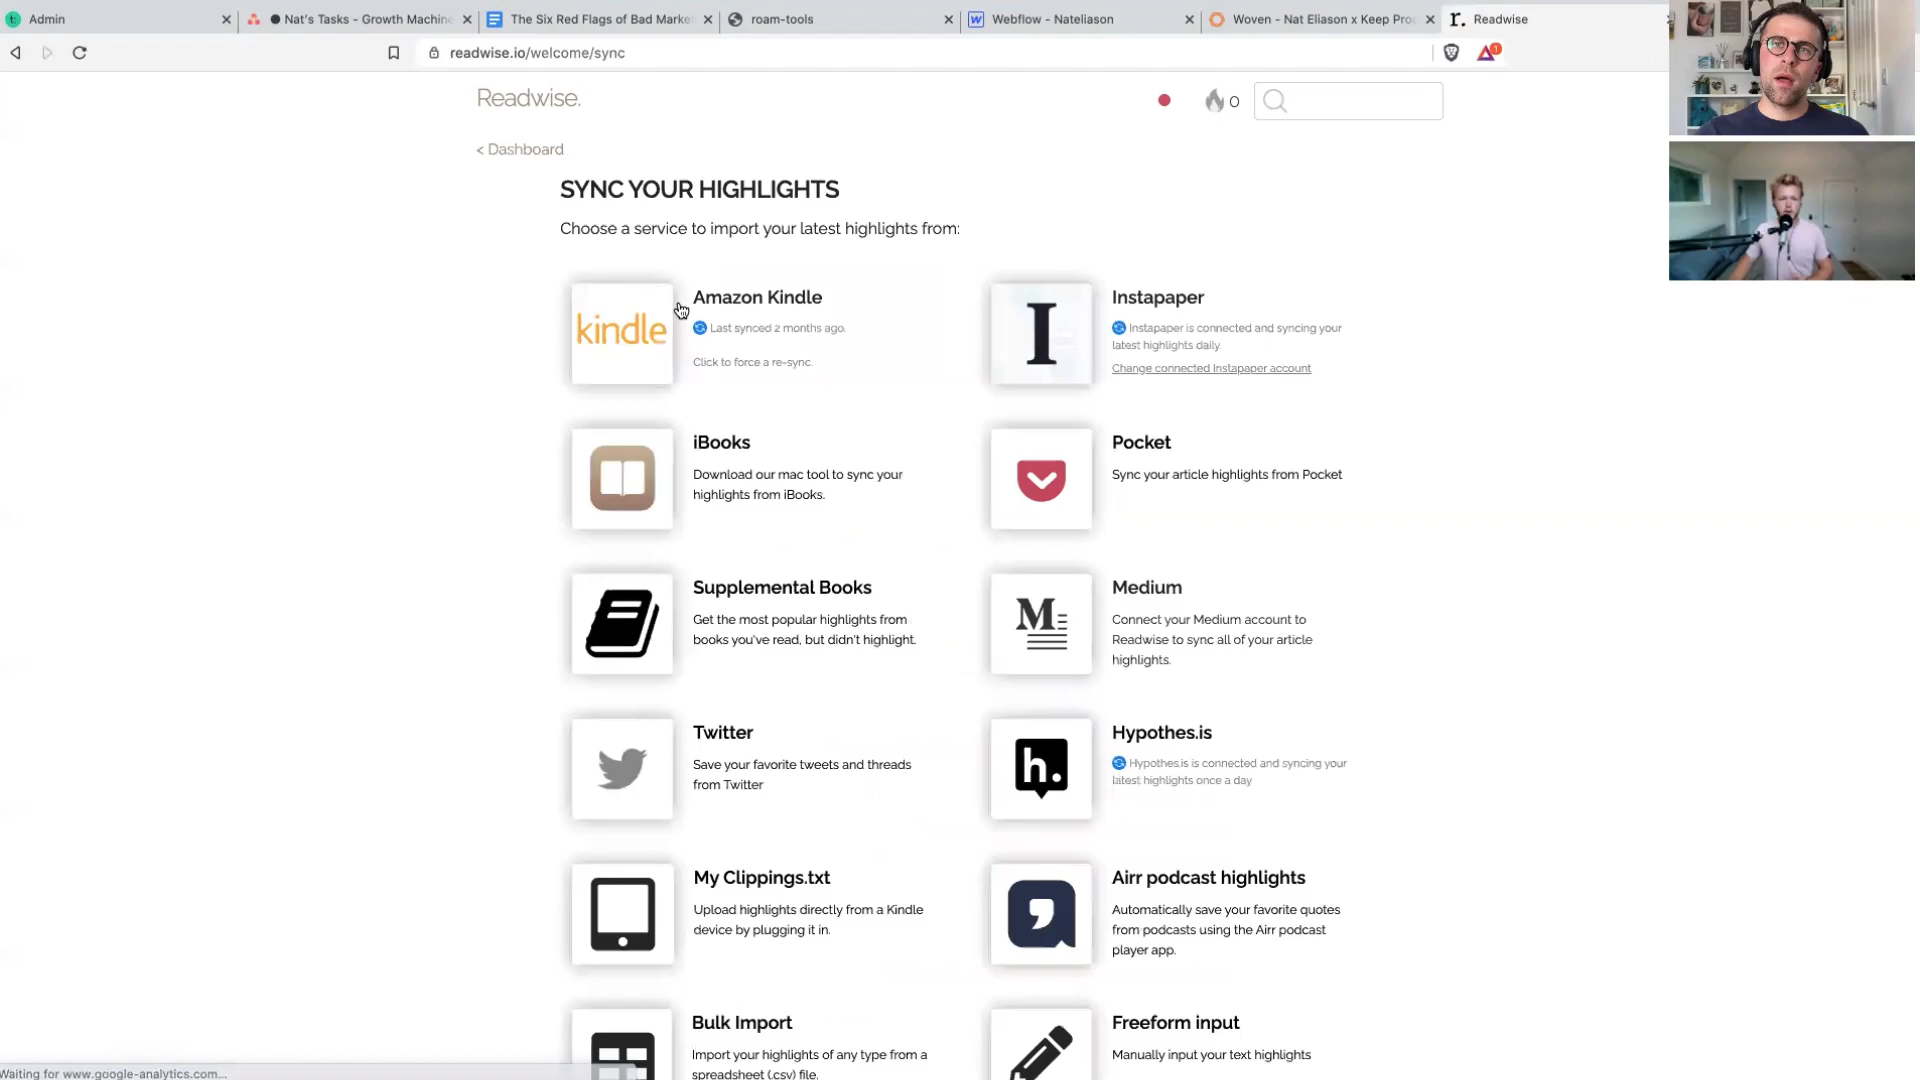 Admin
Nat's Tasks - Growth Machine
The Six Red Flags of Bad Marke
roam-tools
Webflow - Nateliason
Woven - Nat Eliason x Keep Pro
r. Readwise
readwise.io/welcome/sync
1
Readwise.
0
< Dashboard
SYNC YOUR HIGHLIGHTS
Choose a service to import your latest highlights from:
kindle
Amazon Kindle
Last synced 2 months ago.
Click to force a re-sync.
I
Instapaper
Instapaper is connected and syncing your
latest highlights daily.
Change connected Instapaper account
iBooks
Download our mac tool to sync your
highlights from iBooks.
Pocket
Sync your article highlights from Pocket
Supplemental Books
Get the most popular highlights from
books you've read, but didn't highlight.
M
Medium
Connect your Medium account to
Readwise to sync all of your article
highlights.
Twitter
Save your favorite tweets and threads
from Twitter
h.
Hypothes.is
Hypothes.is is connected and syncing your
latest highlights once a day
My Clippings.txt
Upload highlights directly from a Kindle
device by plugging it in.
Airr podcast highlights
Automatically save your favorite quotes
from podcasts using the Airr podcast
player app.
Bulk Import
Import your highlights of any type from a
spreadsheet (.csv) file.
Freeform input
Manually input your text highlights
Waiting for www.google-analytics.com...